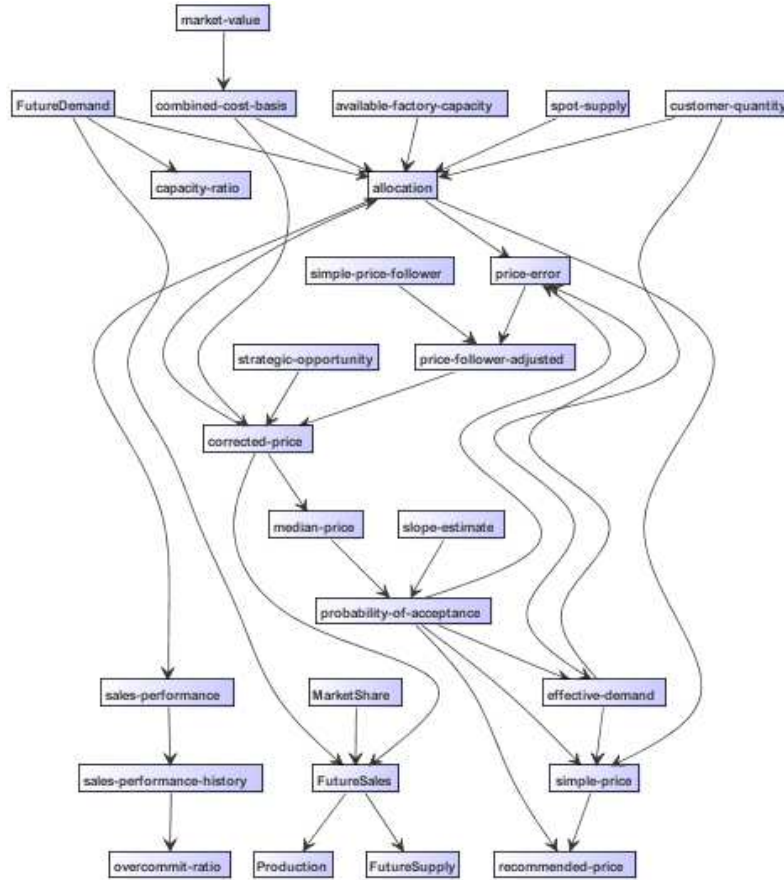 market-value
FutureDemand
combined-cost-basis
available-factory-capacity
spot-supply
customer-quantity
capacity-ratio
allocation
simple-price-follower
price-error
strategic-opportunity
price-follower-adjusted
corrected-price
median-price
slope-estimate
probability-of-acceptance
sales-performance
MarketShare
effective-demand
sales-performance-history
FutureSales
simple-price
overcommit-ratio
Production
FutureSupply
recommended-price